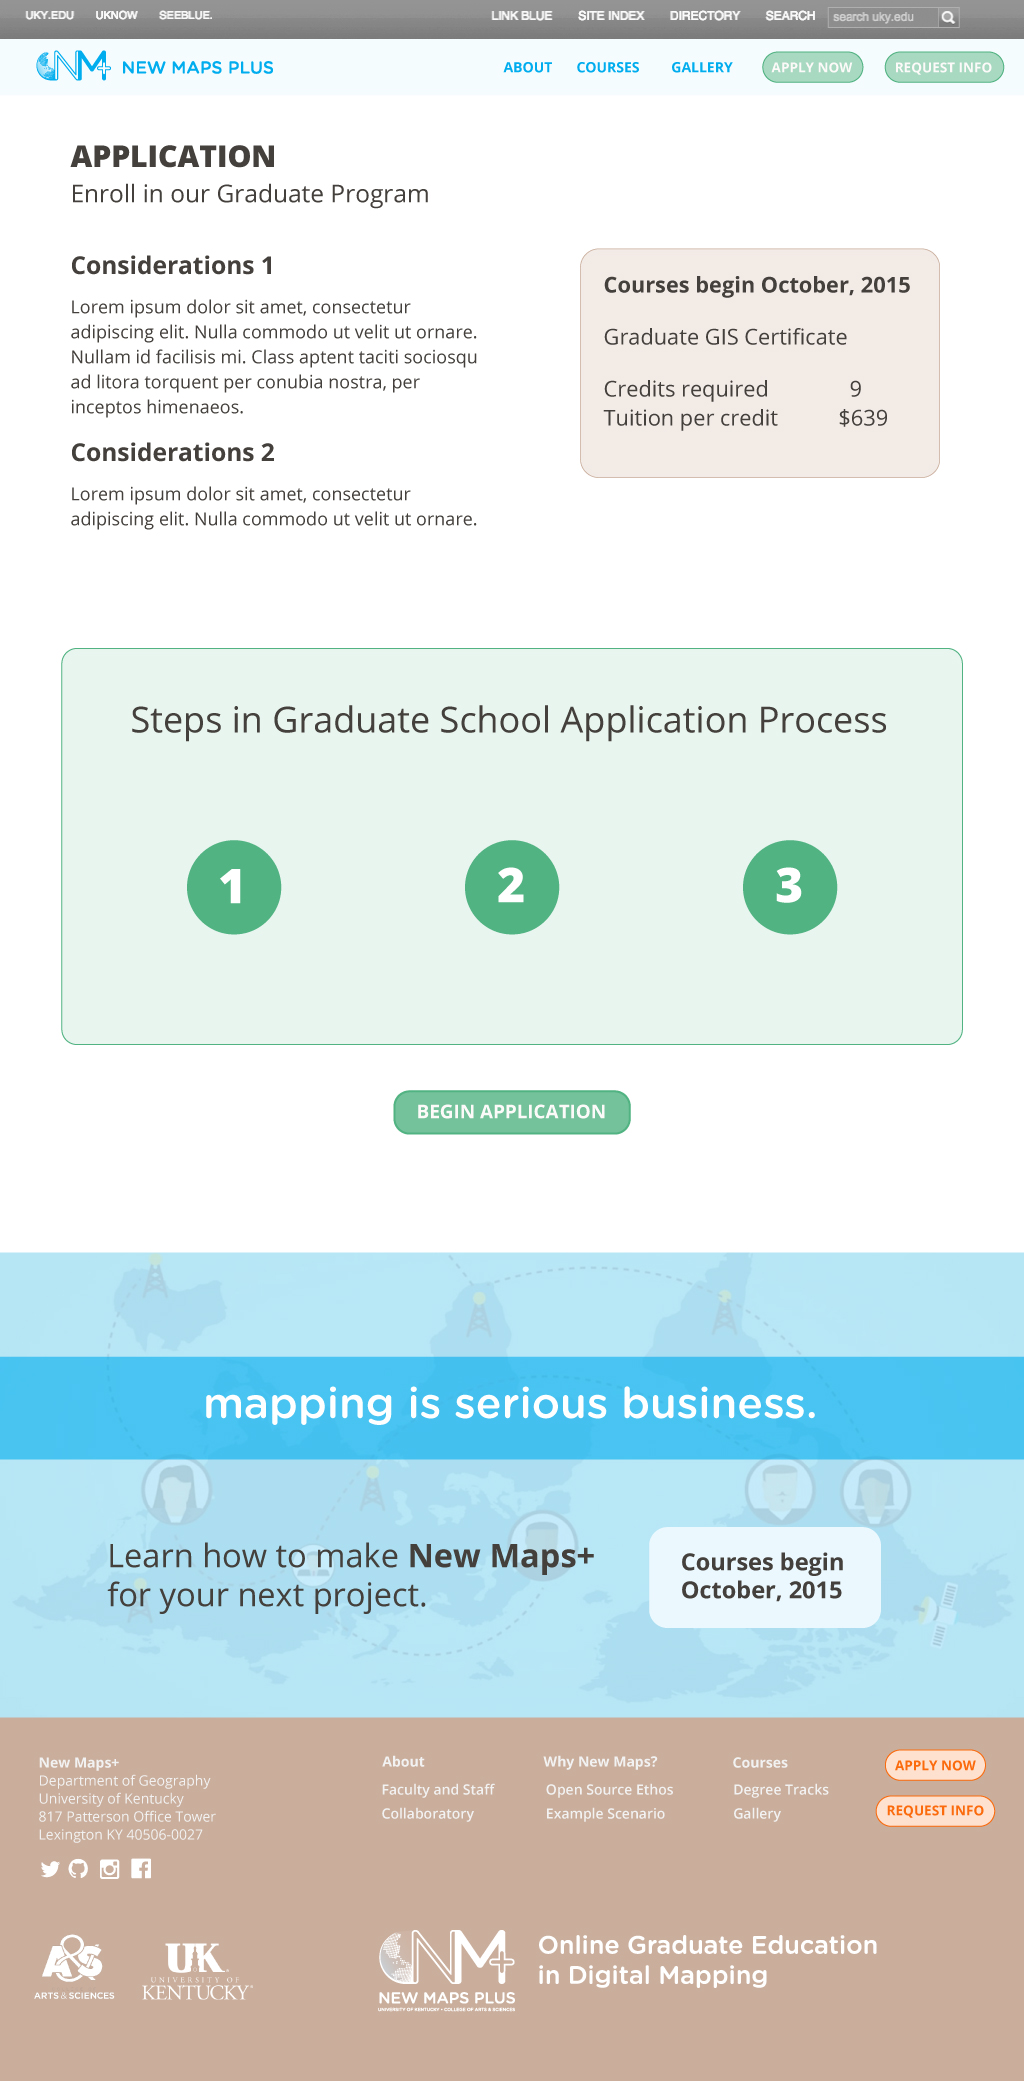 UKY.EDU UKNOW SEEBLUE. LINK BLUE SITE INDEX DIRECTORY SEARCH search uky.edu
NM+ NEW MAPS PLUS ABOUT COURSES GALLERY APPLY NOW REQUEST INFO
APPLICATION
Enroll in our Graduate Program
Considerations 1
Lorem ipsum dolor sit amet, consectetur
adipiscing elit. Nulla commodo ut velit ut ornare.
Nullam id facilisis mi. Class aptent taciti sociosqu
ad litora torquent per conubia nostra, per
inceptos himenaeos.
Considerations 2
Lorem ipsum dolor sit amet, consectetur
adipiscing elit. Nulla commodo ut velit ut ornare.
Courses begin October, 2015
Graduate GIS Certificate
Credits required 9
Tuition per credit $639
Steps in Graduate School Application Process
1 2 3
BEGIN APPLICATION
mapping is serious business.
Learn how to make New Maps+
for your next project.
Courses begin
October, 2015
New Maps+
Department of Geography
University of Kentucky
817 Patterson Office Tower
Lexington KY 40506-0027
About
Faculty and Staff
Collaboratory
Why New Maps?
Open Source Ethos
Example Scenario
Courses
Degree Tracks
Gallery
APPLY NOW
REQUEST INFO
A&S
ARTS & SCIENCES
UK
UNIVERSITY OF
KENTUCKY
NM+
NEW MAPS PLUS
UNIVERSITY OF KENTUCKY • COLLEGE OF ARTS & SCIENCES
Online Graduate Education
in Digital Mapping